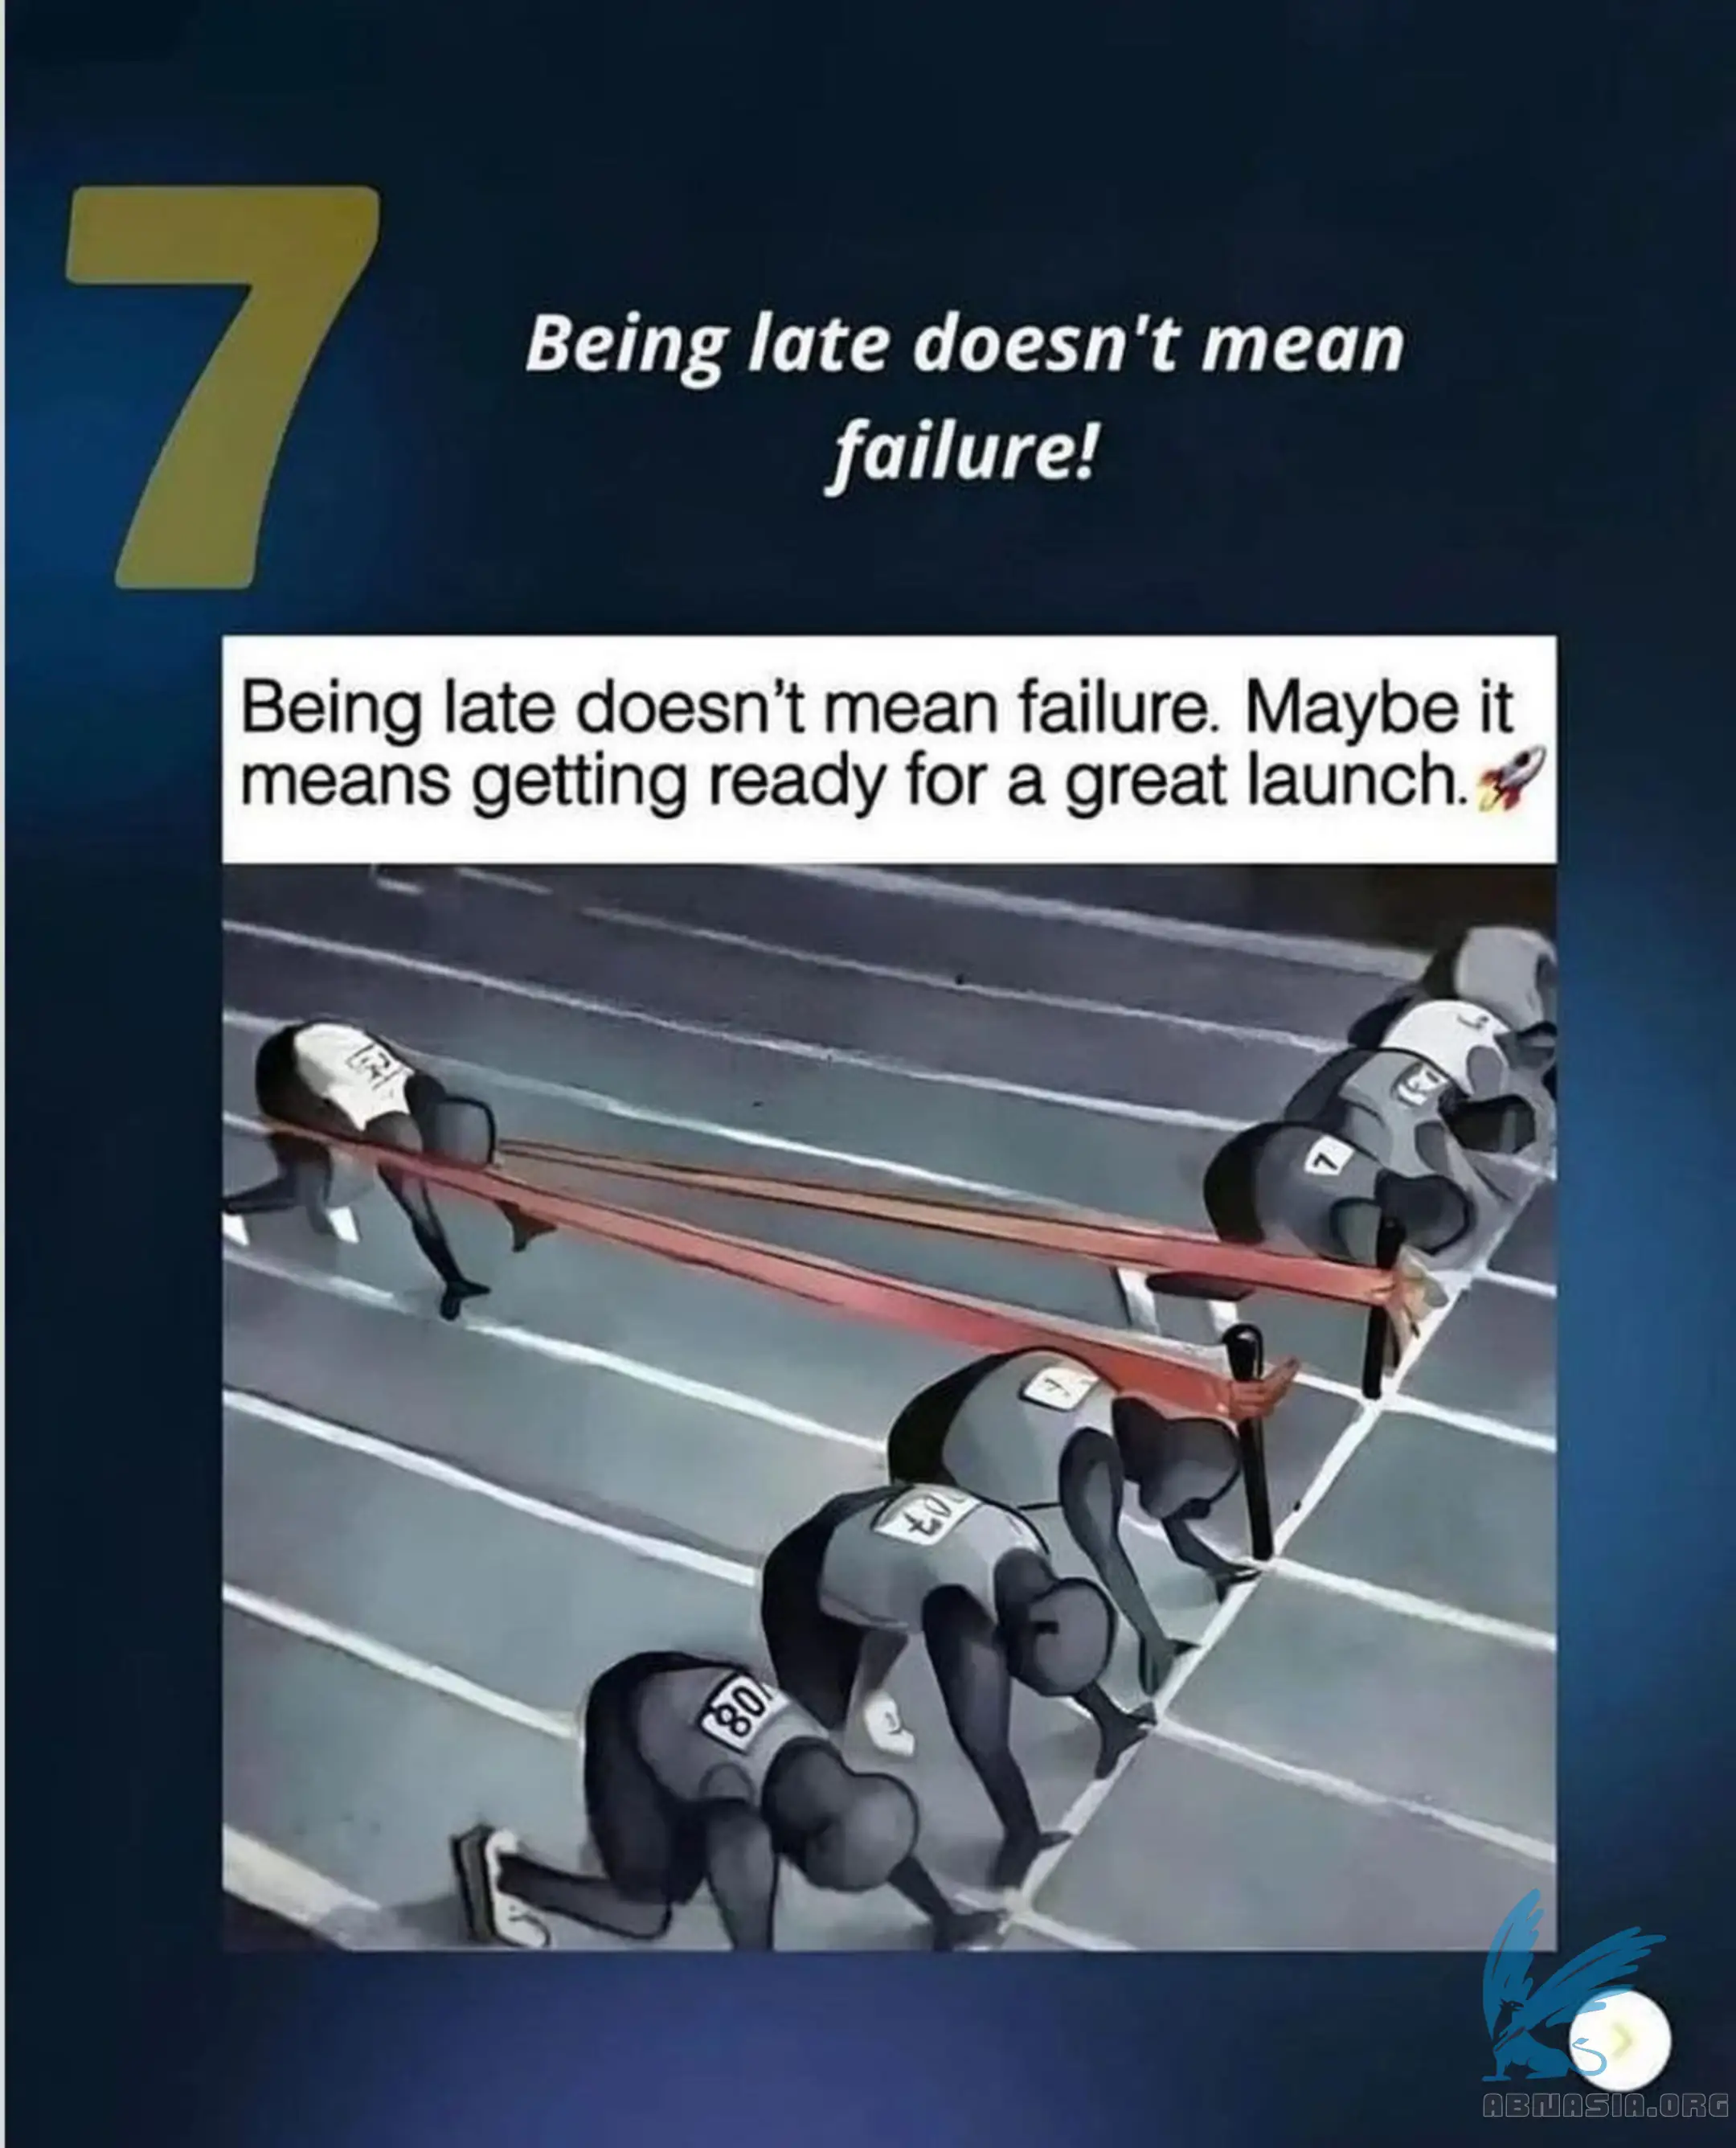 7
Being late doesn't mean
failure!
Being late doesn’t mean failure. Maybe it
means getting ready for a great launch.🚀
7
80
ABNASIA.ORG